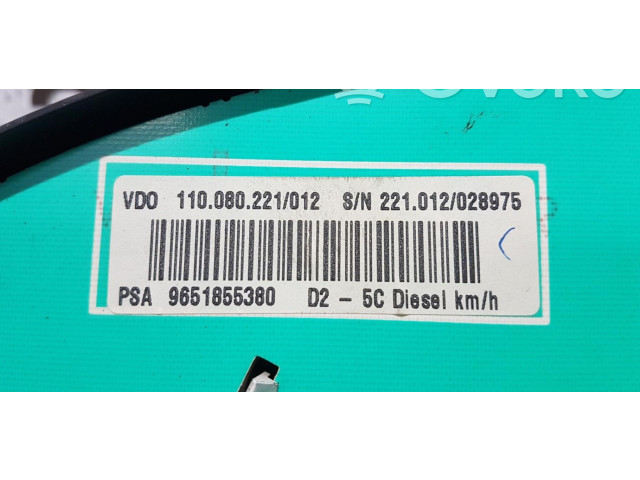 VDO 110.080.221/012 S/N 221.012/028975
PSA 9651855380 D2 - 5C Diesel km/h